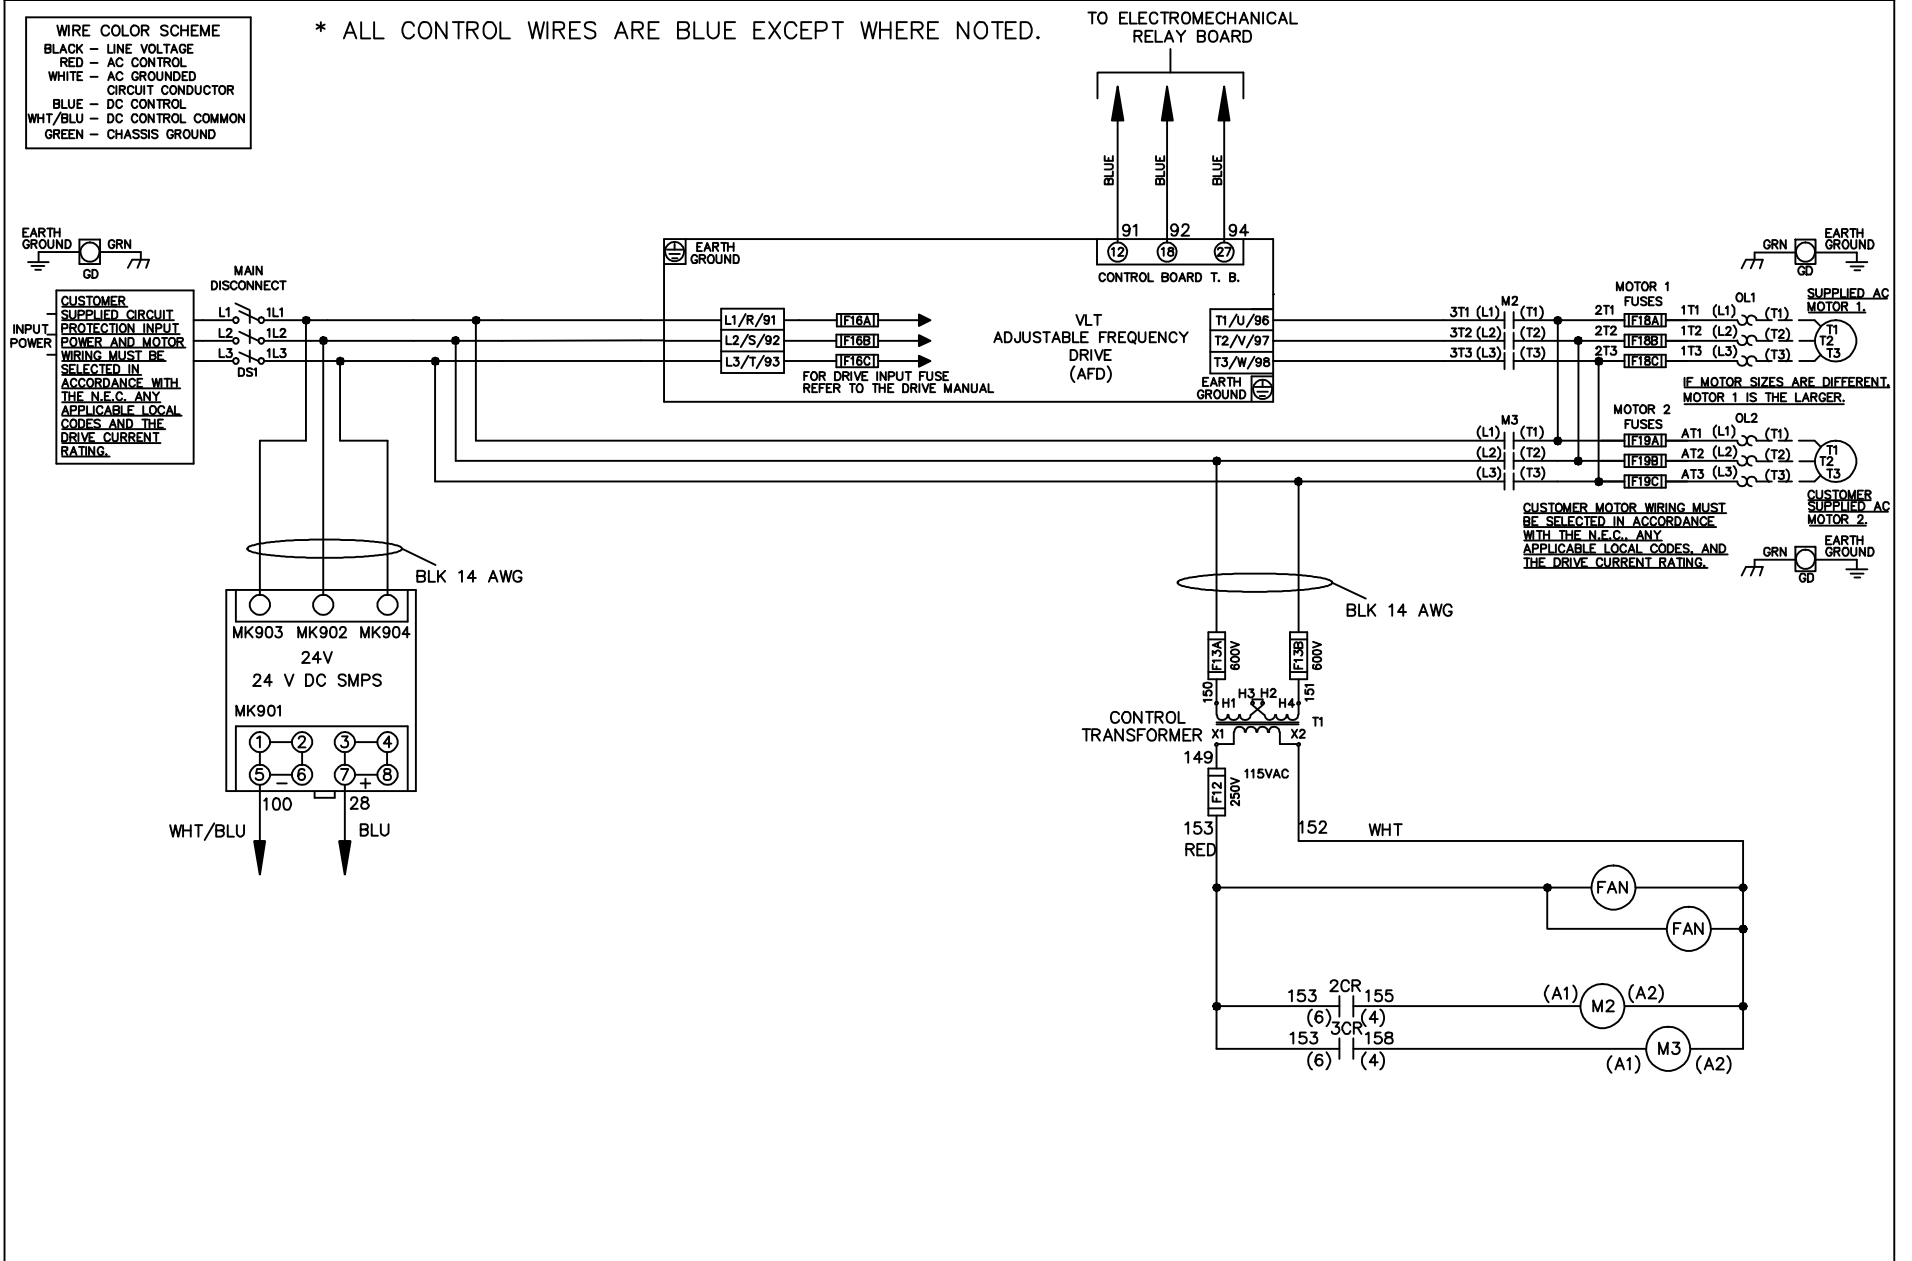 WIRE COLOR SCHEME
BLACK – LINE VOLTAGE
RED – AC CONTROL
WHITE – AC GROUNDED
CIRCUIT CONDUCTOR
BLUE – DC CONTROL
WHT/BLU – DC CONTROL COMMON
GREEN – CHASSIS GROUND
* ALL CONTROL WIRES ARE BLUE EXCEPT WHERE NOTED.
TO ELECTROMECHANICAL
RELAY BOARD
BLUE BLUE BLUE
91 92 94
12 18 27
CONTROL BOARD T. B.
EARTH
GROUND
GRN
GD
MAIN
DISCONNECT
L1 1L1
L2 1L2
L3 1L3
DS1
INPUT
POWER
CUSTOMER
SUPPLIED CIRCUIT
PROTECTION INPUT
POWER AND MOTOR
WIRING MUST BE
SELECTED IN
ACCORDANCE WITH
THE N.E.C. ANY
APPLICABLE LOCAL
CODES AND THE
DRIVE CURRENT
RATING.
EARTH
GROUND
L1/R/91 F16A
L2/S/92 F16B
L3/T/93 F16C
FOR DRIVE INPUT FUSE
REFER TO THE DRIVE MANUAL
VLT
ADJUSTABLE FREQUENCY
DRIVE
(AFD)
T1/U/96
T2/V/97
T3/W/98
EARTH
GROUND
M2
3T1 (L1) (T1)
3T2 (L2) (T2)
3T3 (L3) (T3)
MOTOR 1
FUSES
2T1 F18A 1T1 (L1) (T1)
2T2 F18B 1T2 (L2) (T2)
2T3 F18C 1T3 (L3) (T3)
OL1
GRN
EARTH
GROUND
GD
SUPPLIED AC
MOTOR 1.
T1
T2
T3
IF MOTOR SIZES ARE DIFFERENT,
MOTOR 1 IS THE LARGER.
M3
(L1) (T1)
(L2) (T2)
(L3) (T3)
MOTOR 2
FUSES
OL2
F19A AT1 (L1) (T1)
F19B AT2 (L2) (T2)
F19C AT3 (L3) (T3)
T1
T2
T3
CUSTOMER
SUPPLIED AC
MOTOR 2.
CUSTOMER MOTOR WIRING MUST
BE SELECTED IN ACCORDANCE
WITH THE N.E.C., ANY
APPLICABLE LOCAL CODES, AND
THE DRIVE CURRENT RATING.
GRN
EARTH
GROUND
GD
BLK 14 AWG
MK903 MK902 MK904
24V
24 V DC SMPS
MK901
1 2 3 4
5 – 6 7 + 8
100 28
WHT/BLU BLU
BLK 14 AWG
F13A 600V F13B 600V
150 151
H1 H3 H2 H4
T1
CONTROL
TRANSFORMER
X1 X2
149
115VAC
F12 250V
153
RED
152 WHT
FAN
FAN
2CR
153 155
(6) (4)
(A1) M2 (A2)
3CR
153 158
(6) (4)
M3
(A1) (A2)